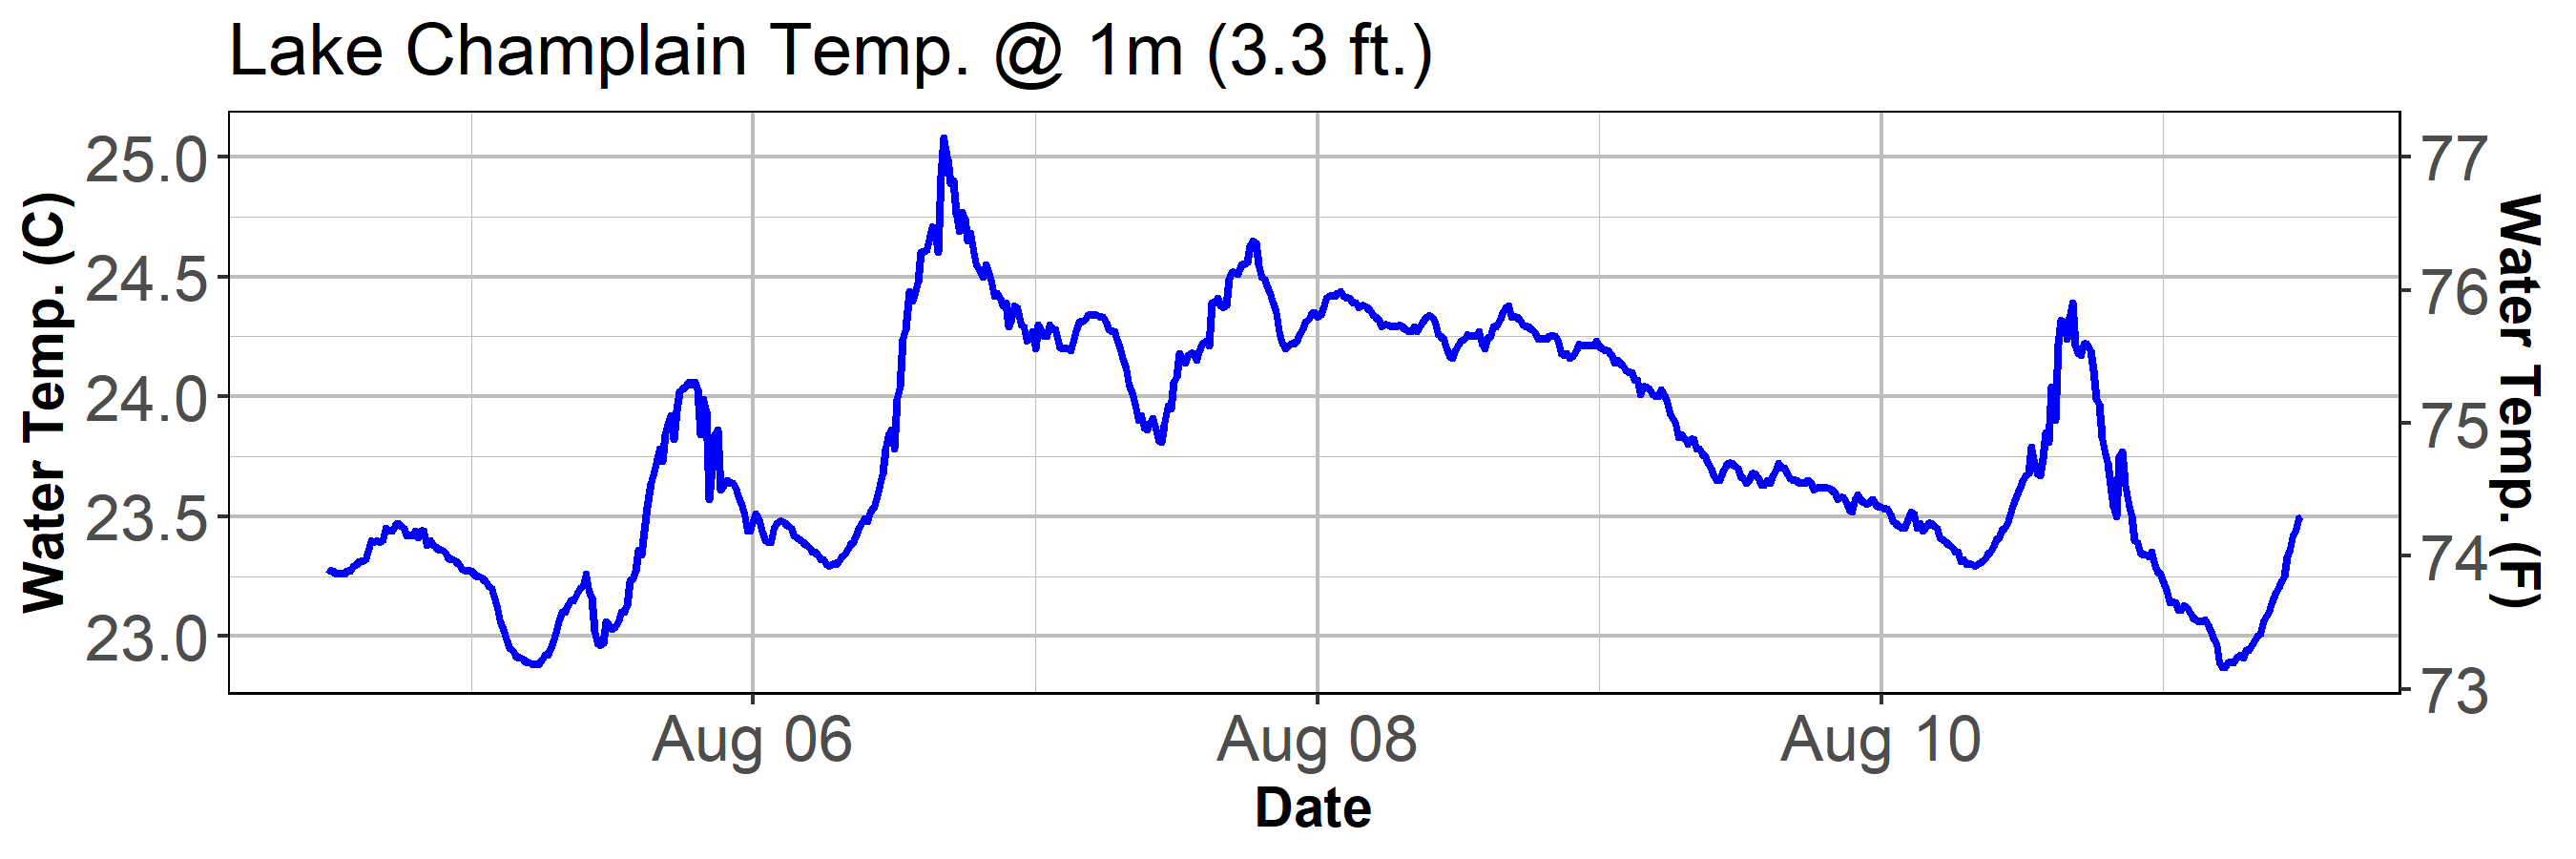 Lake Champlain Temp. @ 1m (3.3 ft.)
Water Temp. (C)
25.0
24.5
24.0
23.5
23.0
77
76
75
74
73
Water Temp. (F)
Aug 06
Aug 08
Aug 10
Date